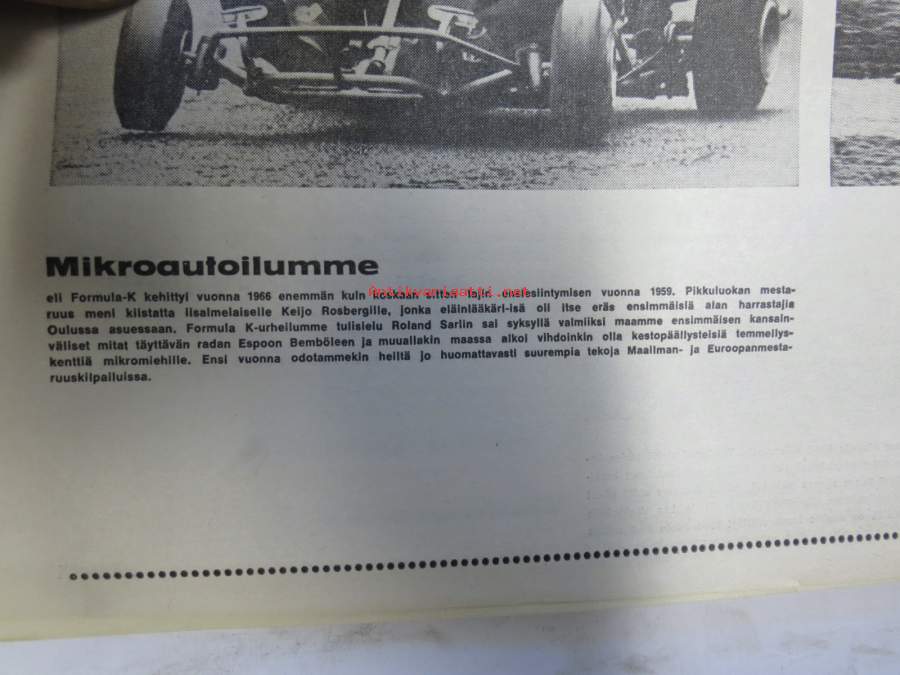 Mikroautoilumme
eli Formula-K kehittyi vuonna 1966 enemmän kuin koskaan sitten lajin ensiesiintymisen vuonna 1959. Pikkuluokan mesta-
ruus meni kiistatta iisalmelaiselle Keijo Rosbergille, jonka eläinlääkäri-isä oli itse eräs ensimmäisiä alan harrastajia
Oulussa asuessaan. Formula K-urheilumme tulisielu Roland Sarlin sai syksyllä valmiiksi maamme ensimmäisen kansain-
väliset mitat täyttävän radan Espoon Bemböleen ja muuallakin maassa alkoi vihdoinkin olla kestopäällysteisiä temmellys-
kenttiä mikromiehille. Ensi vuonna odotammekin heiltä jo huomattavasti suurempia tekoja Maailman- ja Euroopanmesta-
ruuskilpailuissa.
Antikvariaatti.net